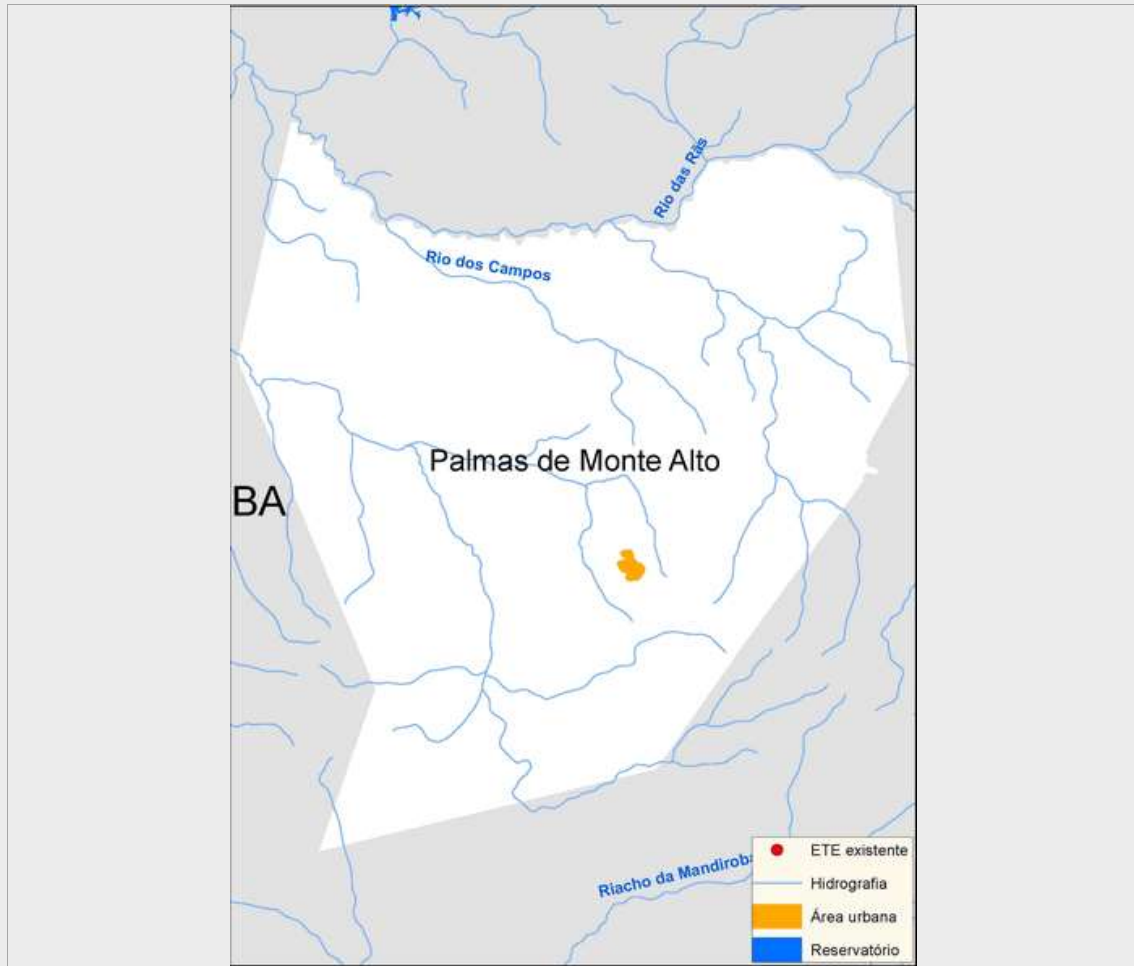 Rio das Rãs
Rio dos Campos
Palmas de Monte Alto
BA
Riacho da Mandiroba
ETE existente
Hidrografia
Área urbana
Reservatório